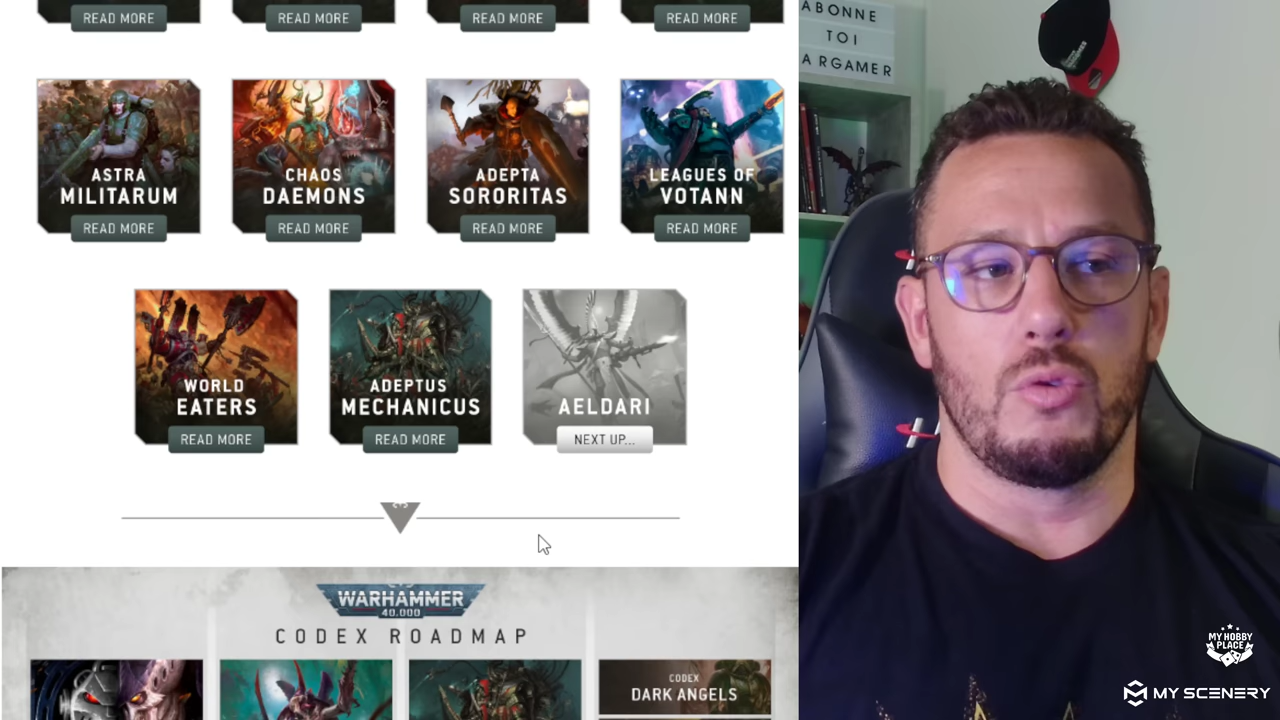 READ MORE
READ MORE
READ MORE
READ MORE
ABONNE
TOI
ARGAMER
ASTRA
MILITARUM
READ MORE
CHAOS
DAEMONS
READ MORE
ADEPTA
SORORITAS
READ MORE
LEAGUES OF
VOTANN
READ MORE
WORLD
EATERS
READ MORE
ADEPTUS
MECHANICUS
READ MORE
AELDARI
NEXT UP...
WARHAMMER
40,000
CODEX ROADMAP
CODEX
DARK ANGELS
MY HOBBY
PLACE
MY SCENERY